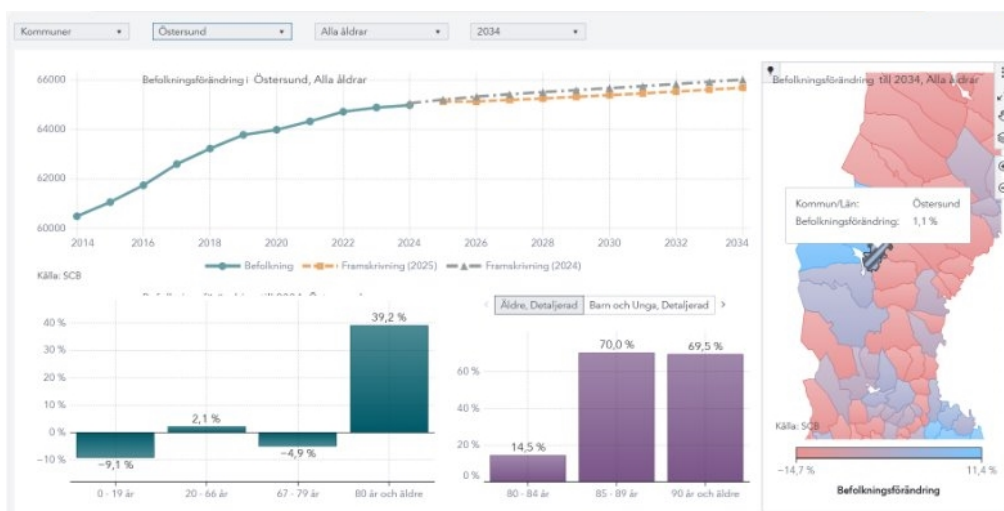 Kommuner
Östersund
Alla åldrar
2034
Befolkningsförändring i Östersund, Alla åldrar
66000
64000
62000
60000
2014 2016 2018 2020 2022 2024 2026 2028 2030 2032 2034
Befolkning Framskrivning (2025) Framskrivning (2024)
Källa: SCB
40 %
30 %
20 %
10 %
0 %
−10 %
−9,1 %
2,1 %
−4,9 %
39,2 %
0 - 19 år
20 - 66 år
67 - 79 år
80 år och äldre
Äldre, Detaljerad
Barn och Unga, Detaljerad
60 %
40 %
20 %
0 %
14,5 %
70,0 %
69,5 %
80 - 84 år
85 - 89 år
90 år och äldre
Befolkningsförändring till 2034, Alla åldrar
Kommun/Län: Östersund
Befolkningsförändring: 1,1 %
Källa: SCB
−14,7 %
11,4 %
Befolkningsförändring